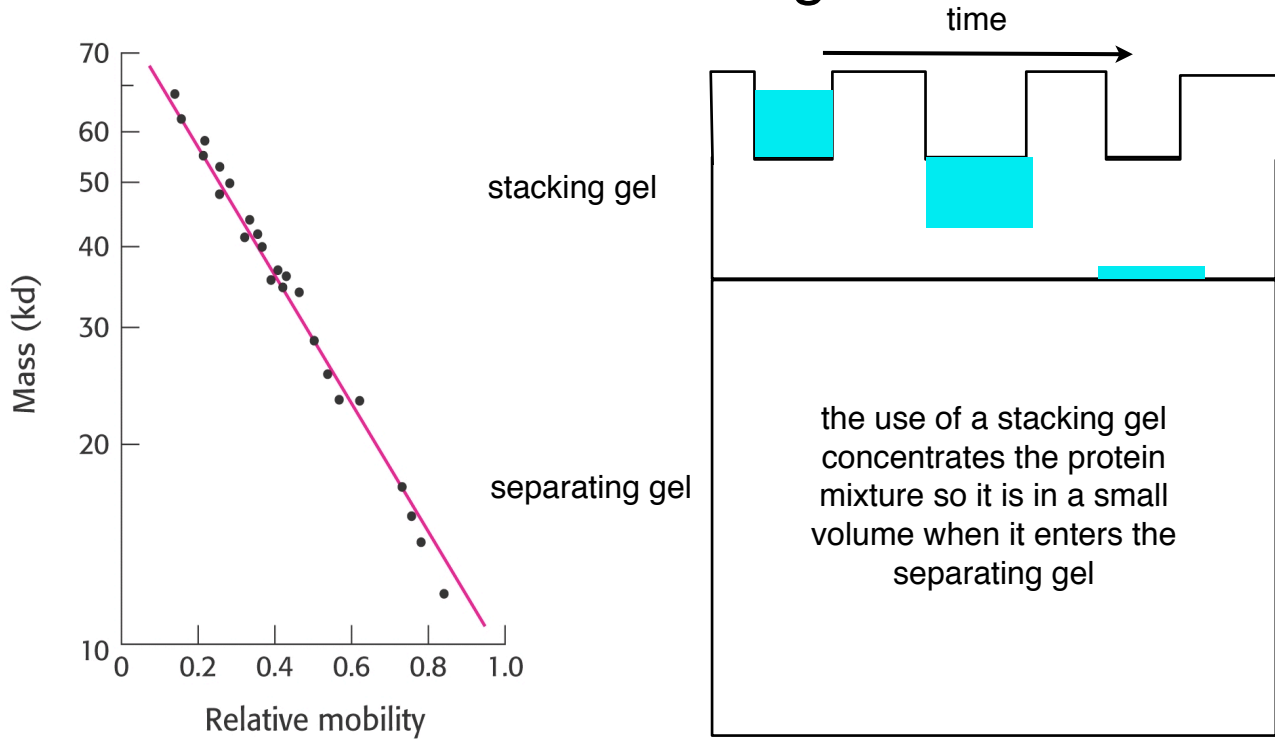 time
70
60
50
40
30
20
10
Mass (kd)
0
0.2
0.4
0.6
0.8
1.0
Relative mobility
stacking gel
separating gel
the use of a stacking gel
concentrates the protein
mixture so it is in a small
volume when it enters the
separating gel